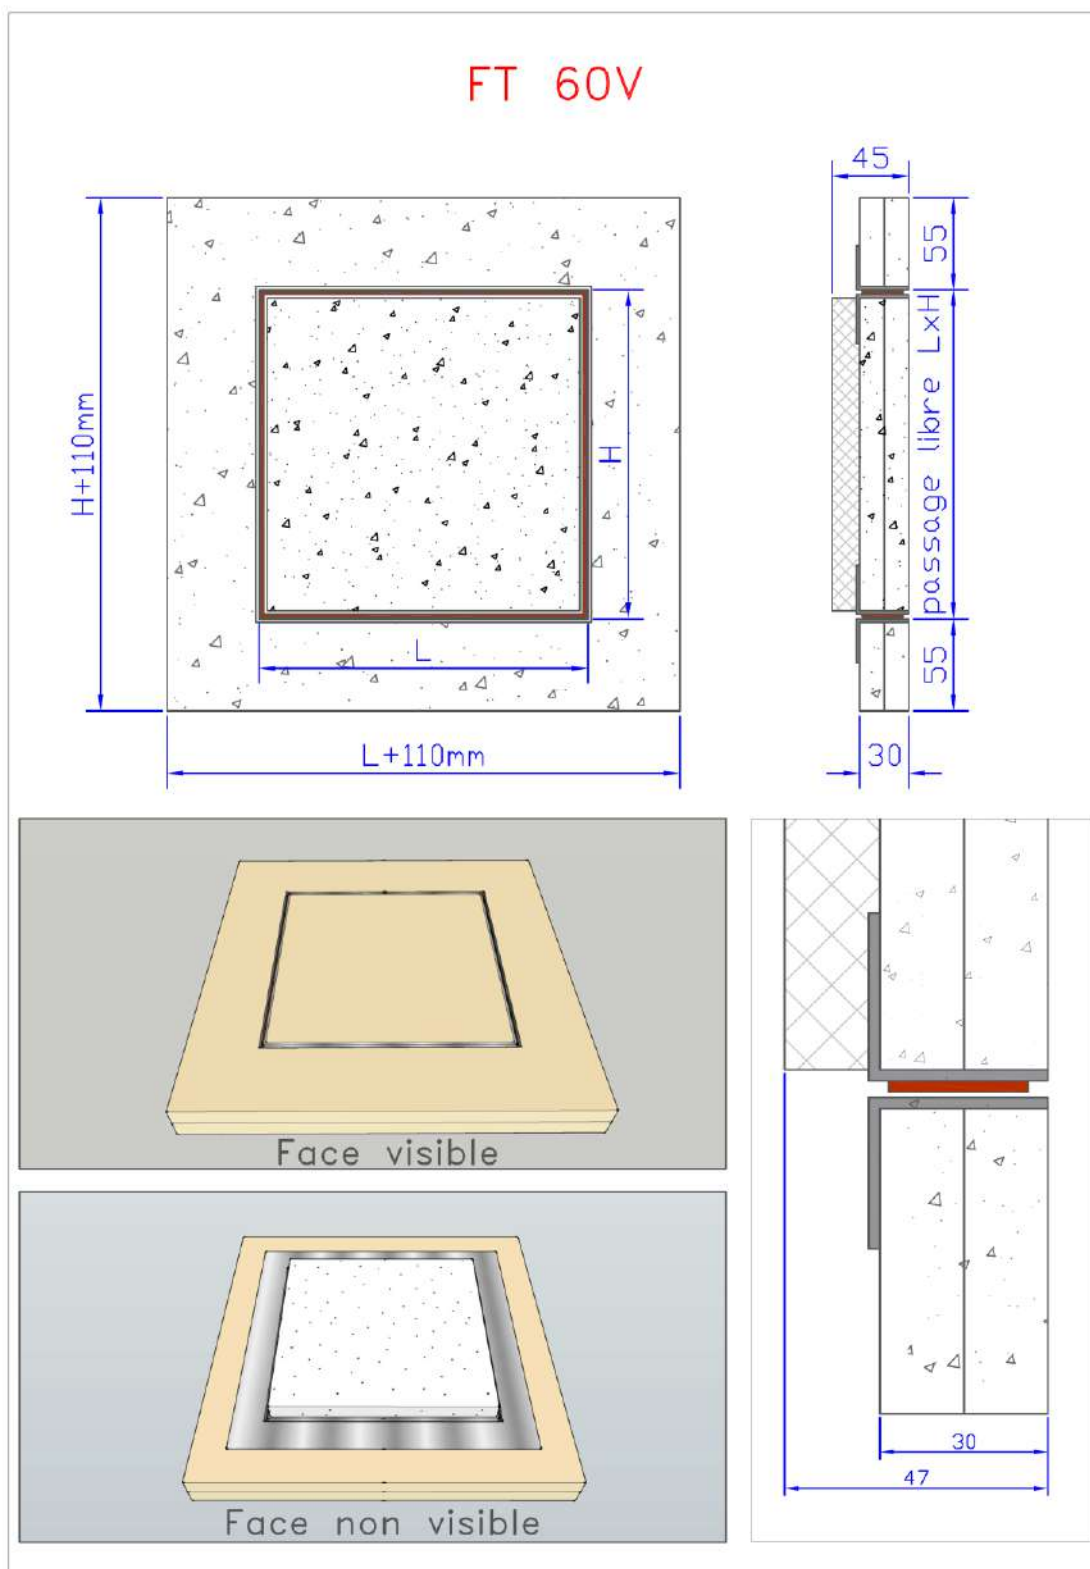 FT 60V
45
55
H+110mm
H
passage libre LxH
L
55
L+110mm
30
Face visible
30
47
Face non visible